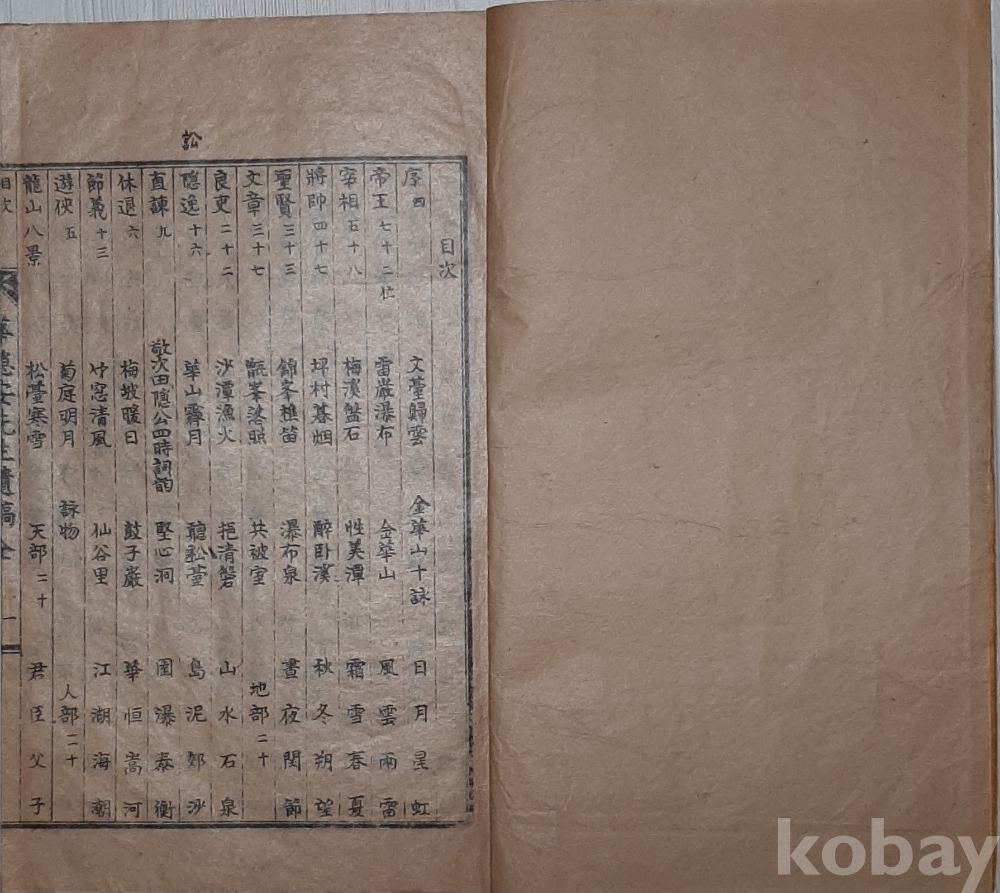 訟
目次
序四 文臺歸雲 金華山十詠 日月星虹
帝王七十二位 雷巖瀑布 金華山 風雲雨雷
宰相五十八 梅溪盤石 性美潭 霜雪春夏
將帥四十七 坪村暮烟 醉臥溪 秋冬朔望
聖賢三十三 錦峯樵笛 瀑布泉 晝夜閏節
文章三十七 甑峯落照 共被室 地部二十
良吏二十二 沙潭漁火 挹清磐 山水石泉
隱逸十六 華山霽月 聽松臺 島泥郊沙
直諫九 敬次田隱公四時詞韵 堅心洞 園瀑泰衡
休退六 梅坡暖日 鼓子巖 華恒嵩河
節義十三 竹窓清風 仙谷里 江湖海潮
遊俠五 菊庭明月 詠物 人部二十
龍山八景 松臺寒雪 天部二十 君臣父子
目次
先生遺稿全 一
kobay